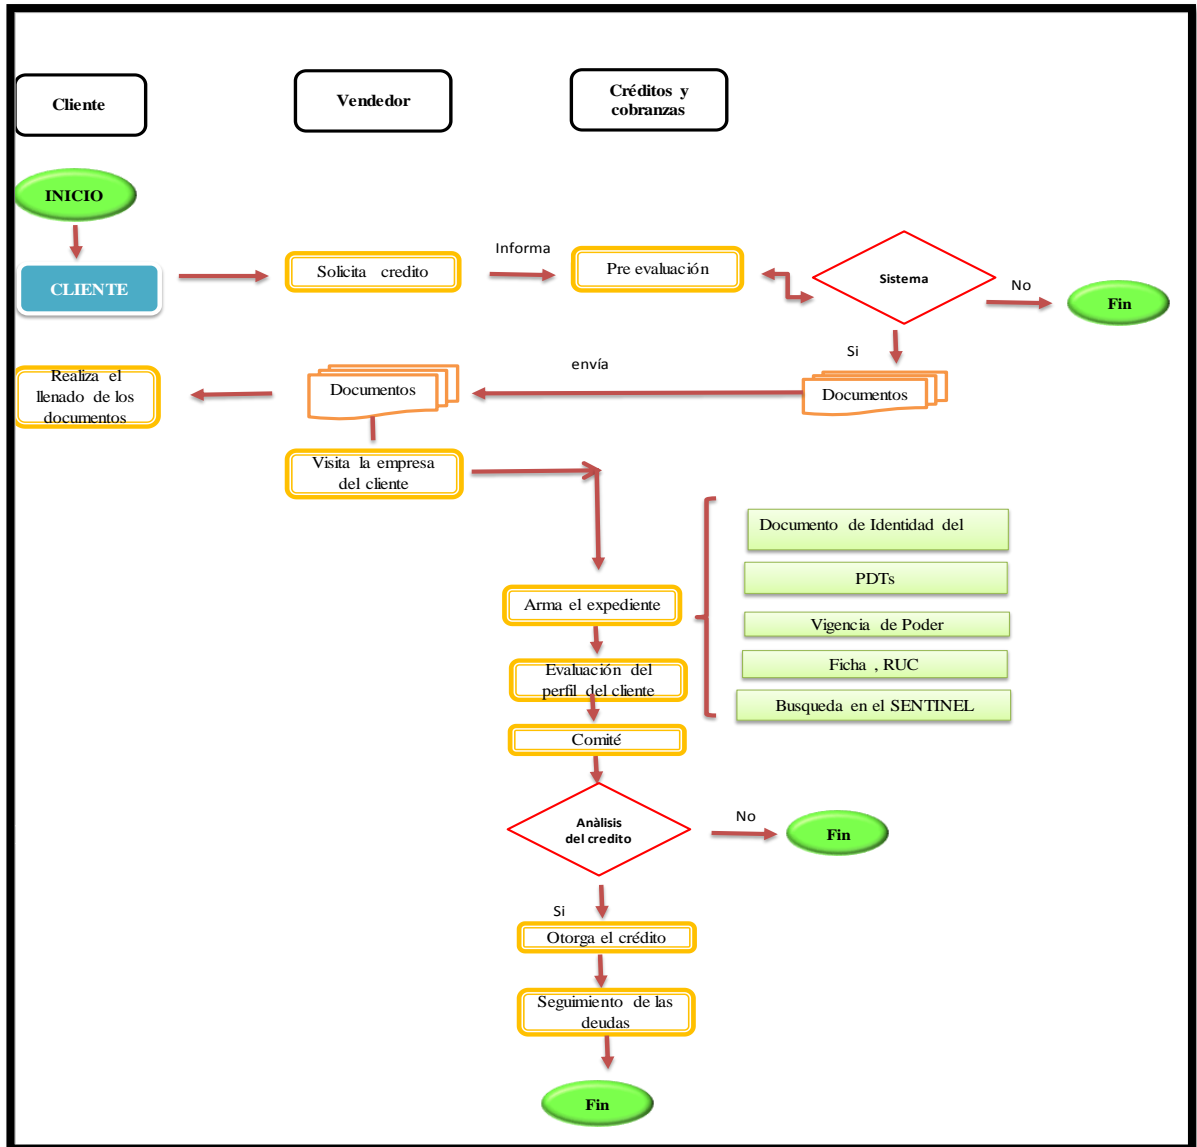 Cliente
Vendedor
Créditos y
cobranzas
INICIO
CLIENTE
Solicita credito
Informa
Pre evaluación
Sistema
No
Fin
Si
Realiza el
llenado de los
documentos
Documentos
envía
Documentos
Visita la empresa
del cliente
Documento de Identidad del
PDTs
Arma el expediente
Vigencia de Poder
Evaluación del
perfil del cliente
Ficha , RUC
Busqueda en el SENTINEL
Comité
Anàlisis
del credito
No
Fin
Si
Otorga el crédito
Seguimiento de las
deudas
Fin